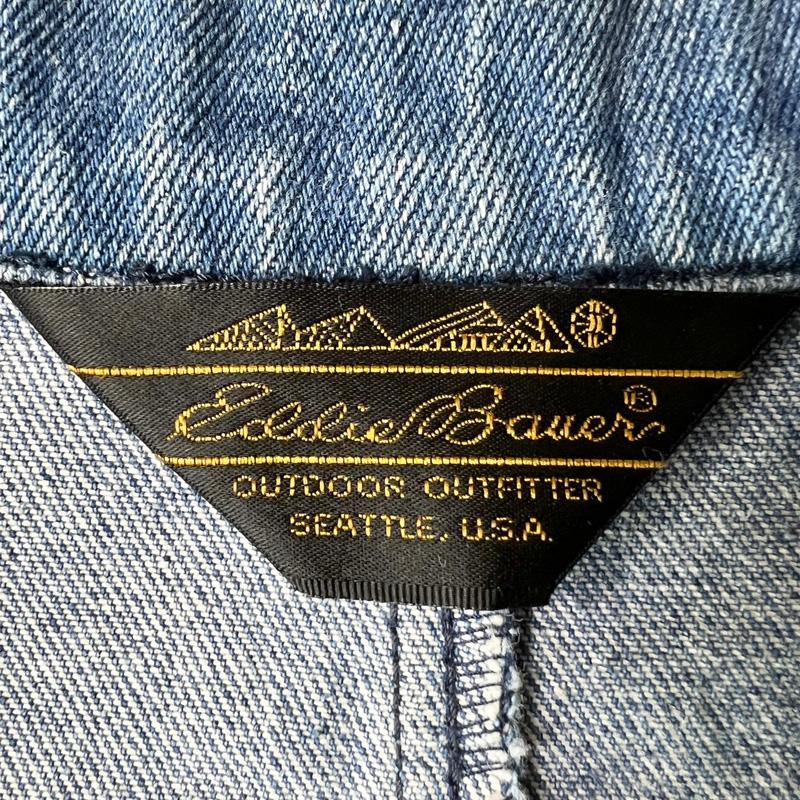 Eddie Bauer®
OUTDOOR OUTFITTER
SEATTLE, U.S.A.